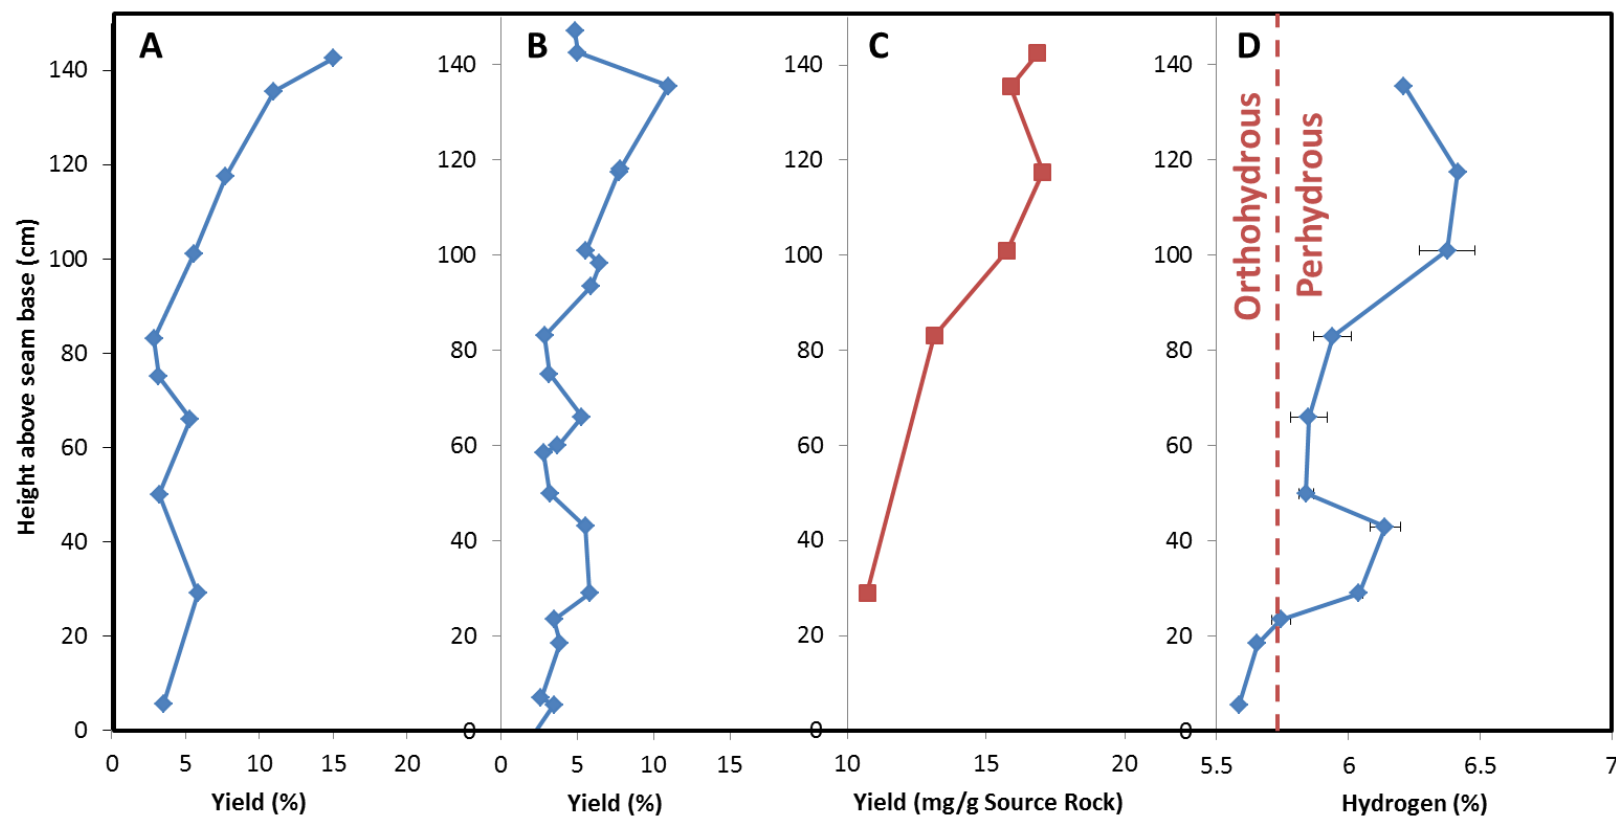 A
B
C
D
Height above seam base (cm)
140
120
100
80
60
40
20
0
0 5 10 15 20
Yield (%)
140
120
100
80
60
40
20
0
0 5 10 15
Yield (%)
140
120
100
80
60
40
20
0
10 15 20
Yield (mg/g Source Rock)
140
120
100
80
60
40
20
0
Orthohydrous
Perhydrous
5.5 6 6.5 7
Hydrogen (%)